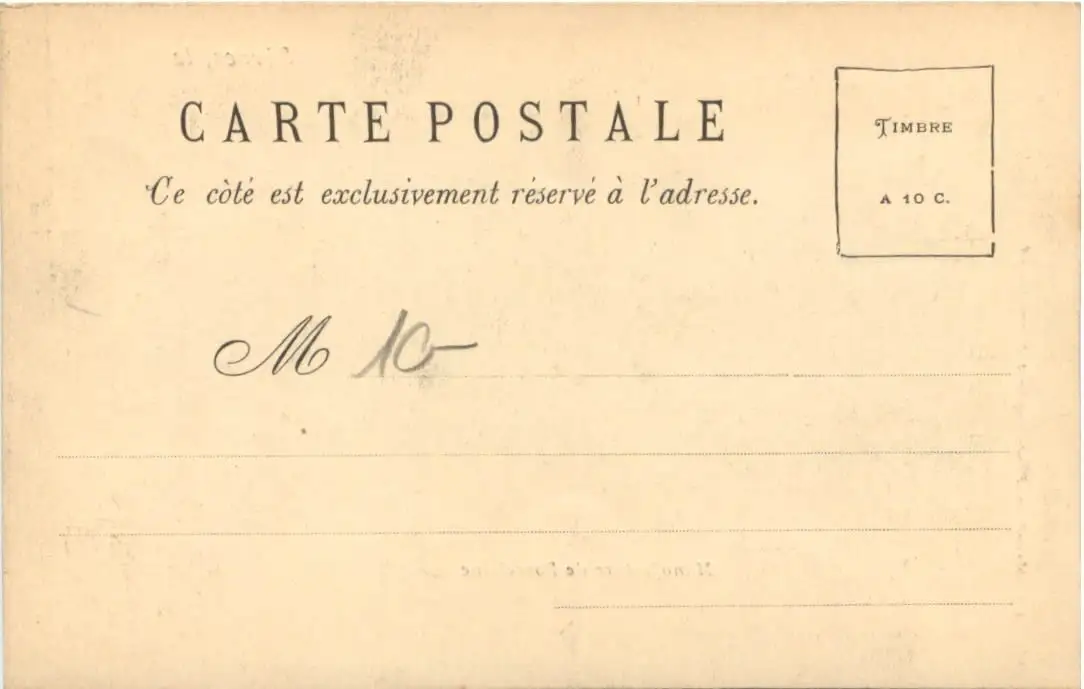 CARTE POSTALE
Ce côté est exclusivement réservé à l'adresse.
TIMBRE
A 10 C.
M 10-